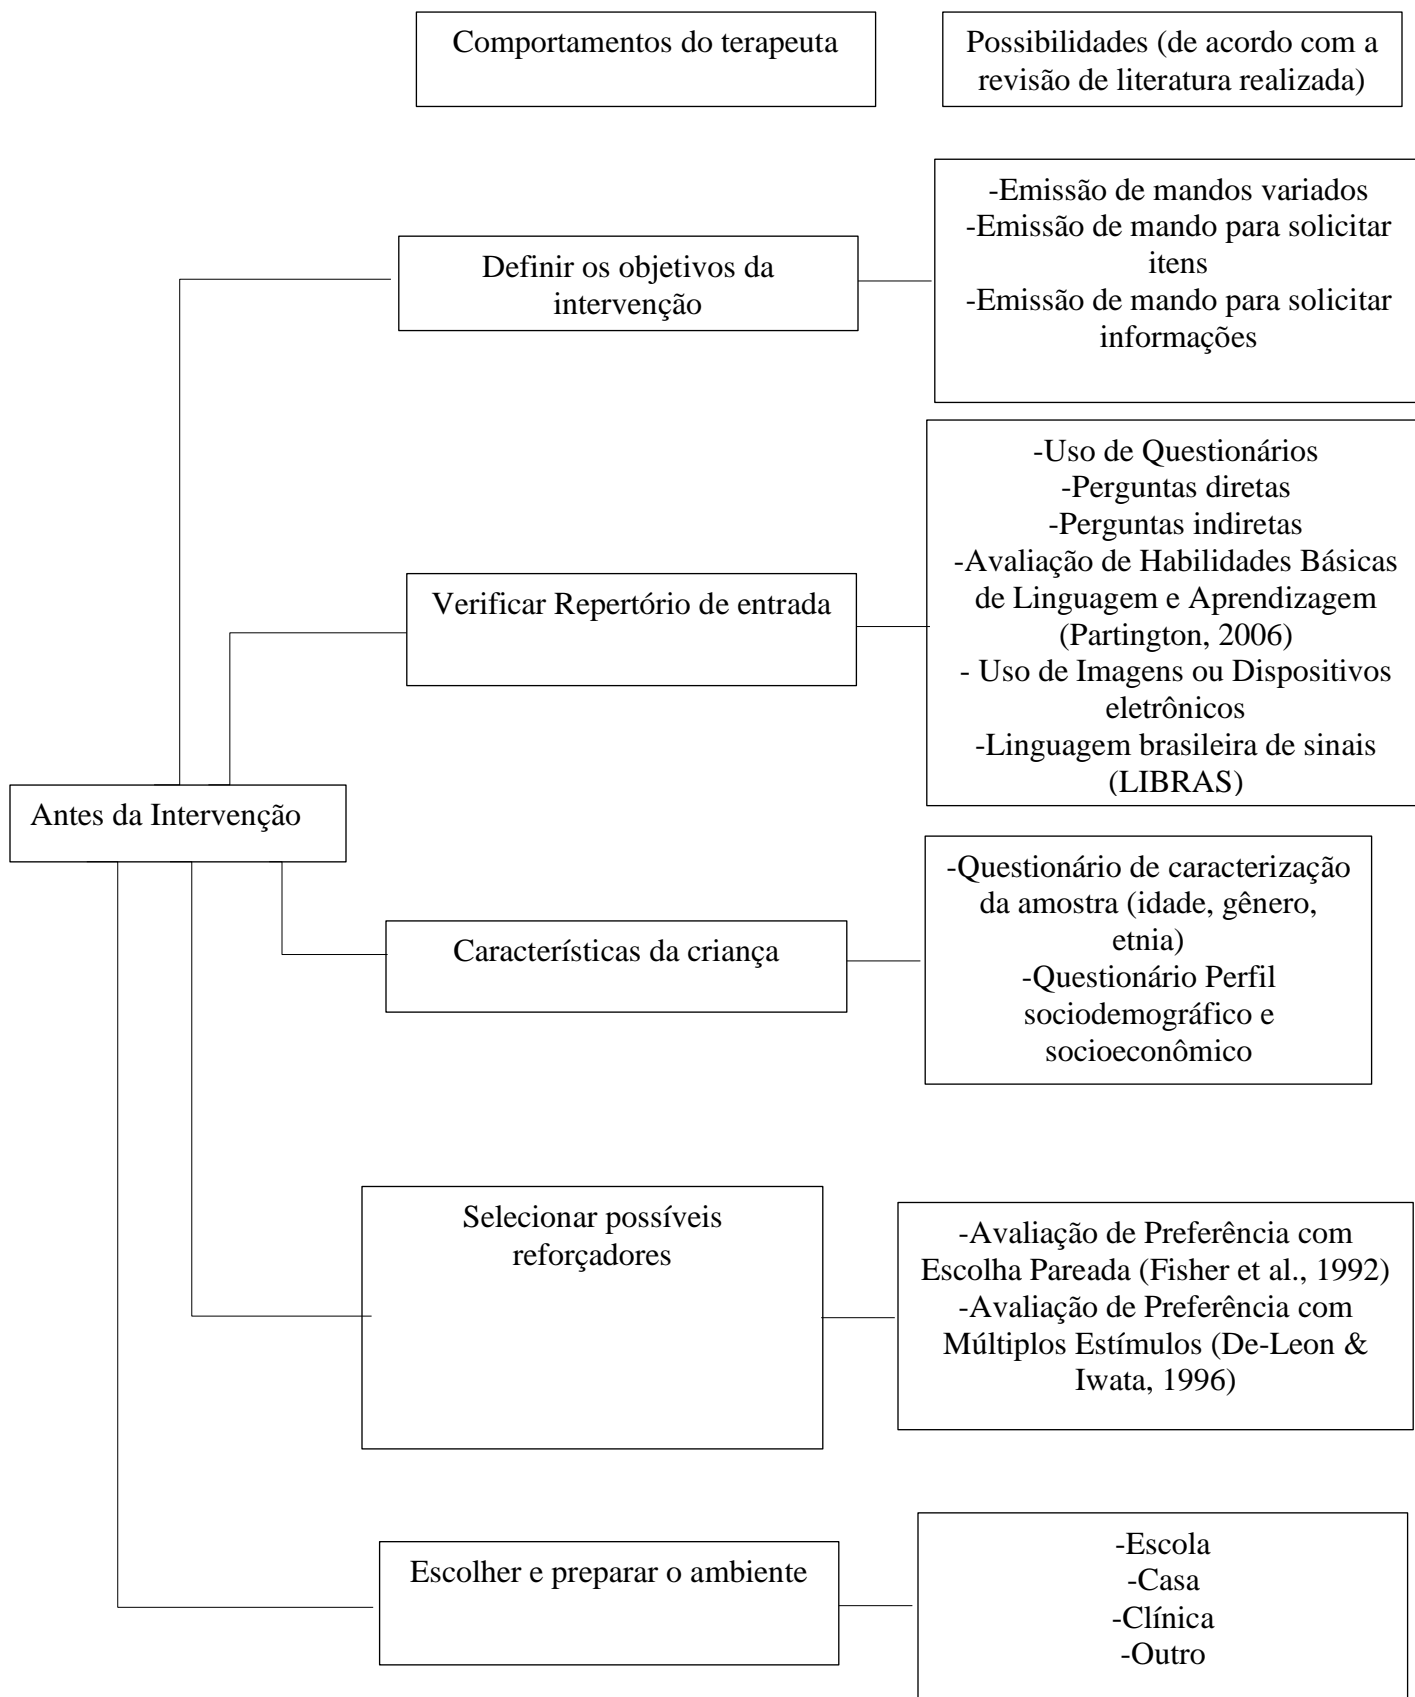 Comportamentos do terapeuta
Possibilidades (de acordo com a
revisão de literatura realizada)
Definir os objetivos da
intervenção
-Emissão de mandos variados
-Emissão de mando para solicitar
itens
-Emissão de mando para solicitar
informações
Verificar Repertório de entrada
-Uso de Questionários
-Perguntas diretas
-Perguntas indiretas
-Avaliação de Habilidades Básicas
de Linguagem e Aprendizagem
(Partington, 2006)
- Uso de Imagens ou Dispositivos
eletrônicos
-Linguagem brasileira de sinais
(LIBRAS)
Antes da Intervenção
Características da criança
-Questionário de caracterização
da amostra (idade, gênero,
etnia)
-Questionário Perfil
sociodemográfico e
socioeconômico
Selecionar possíveis
reforçadores
-Avaliação de Preferência com
Escolha Pareada (Fisher et al., 1992)
-Avaliação de Preferência com
Múltiplos Estímulos (De-Leon &
Iwata, 1996)
Escolher e preparar o ambiente
-Escola
-Casa
-Clínica
-Outro